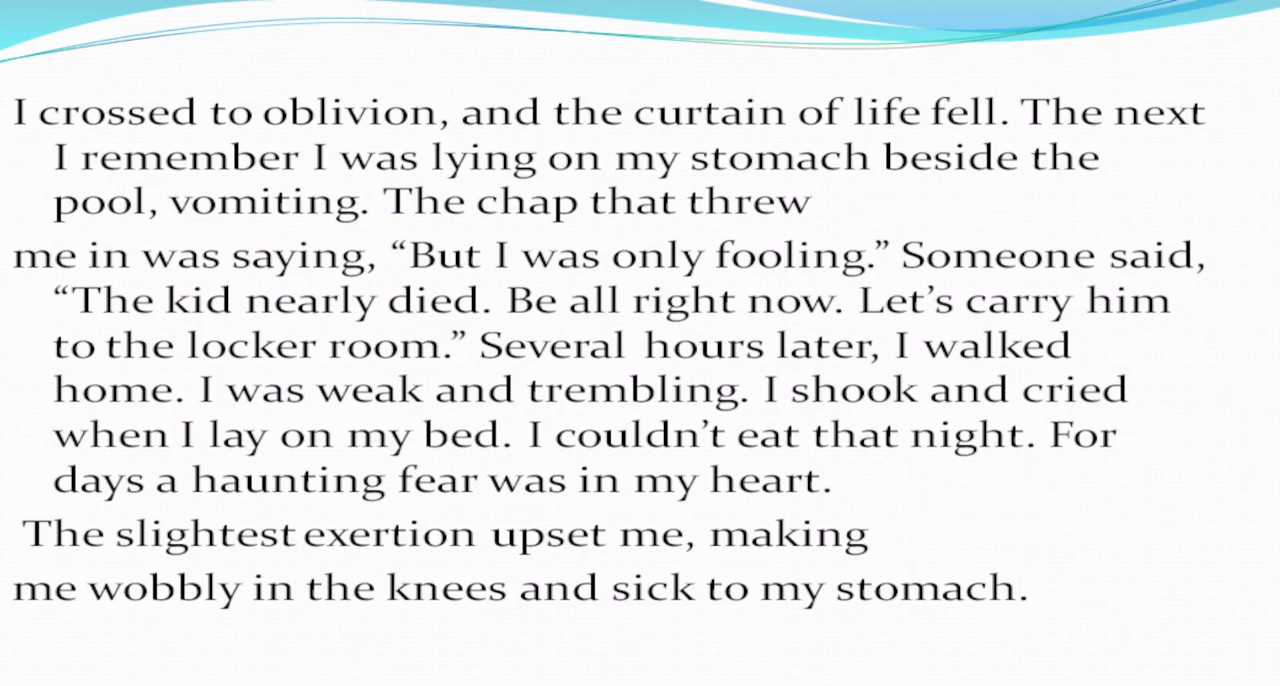 I crossed to oblivion, and the curtain of life fell. The next
I remember I was lying on my stomach beside the
pool, vomiting. The chap that threw
me in was saying, “But I was only fooling.” Someone said,
“The kid nearly died. Be all right now. Let’s carry him
to the locker room.” Several hours later, I walked
home. I was weak and trembling. I shook and cried
when I lay on my bed. I couldn’t eat that night. For
days a haunting fear was in my heart.
The slightest exertion upset me, making
me wobbly in the knees and sick to my stomach.